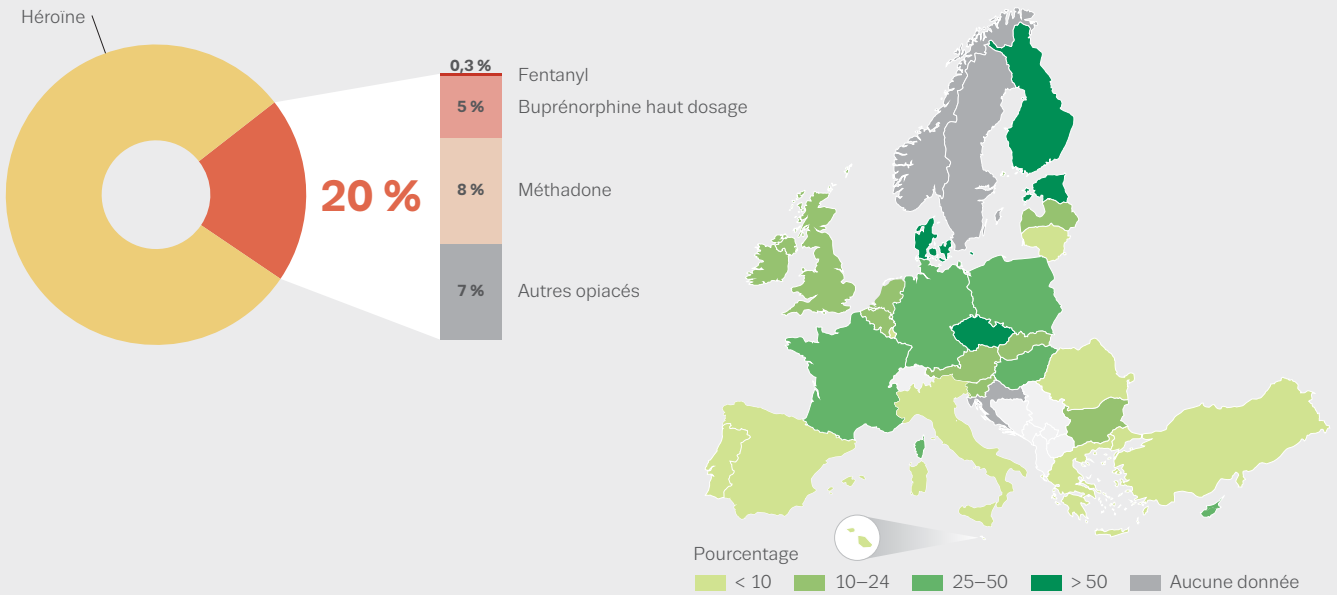 Héroïne
20 %
0,3 %
Fentanyl
5 %
Buprénorphine haut dosage
8 %
Méthadone
7 %
Autres opiacés
Pourcentage
< 10
10–24
25–50
> 50
Aucune donnée